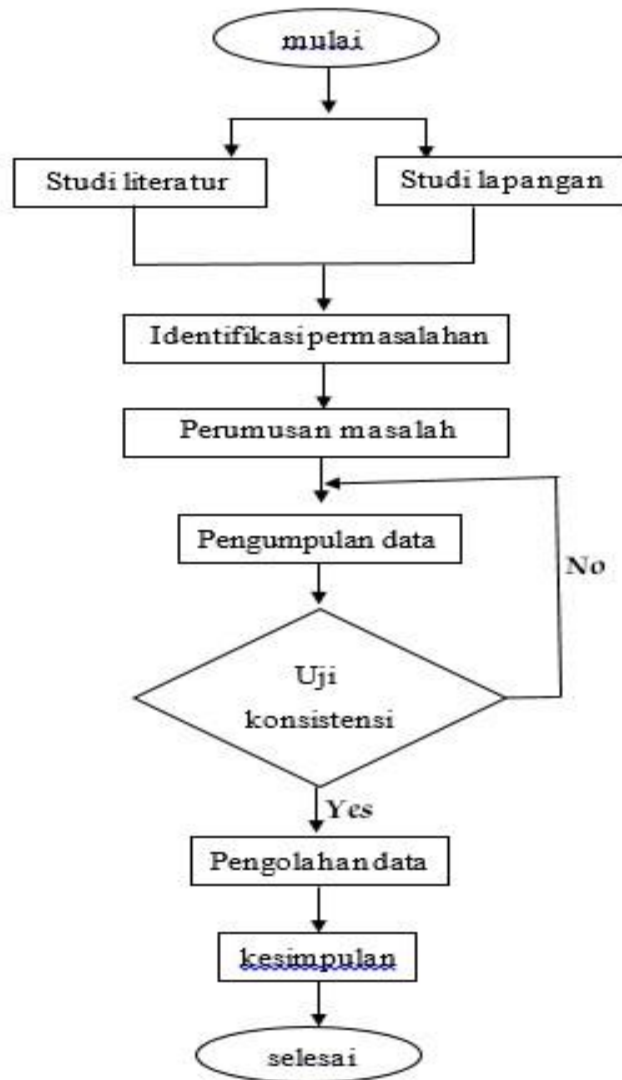 mulai
Studi literatur
Studi lapangan
Identifikasi permasalahan
Perumusan masalah
Pengumpulan data
No
Uji
konsistensi
Yes
Pengolahan data
kesimpulan
selesai